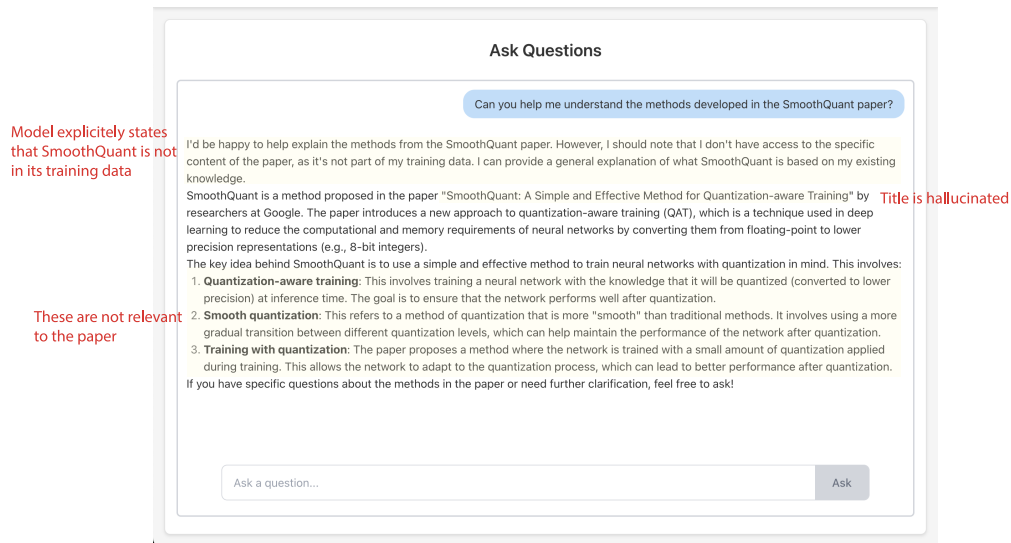 Ask Questions
Can you help me understand the methods developed in the SmoothQuant paper?
Model explicitely states
that SmoothQuant is not
in its training data
I'd be happy to help explain the methods from the SmoothQuant paper. However, I should note that I don't have access to the specific
content of the paper, as it's not part of my training data. I can provide a general explanation of what SmoothQuant is based on my existing
knowledge.
SmoothQuant is a method proposed in the paper "SmoothQuant: A Simple and Effective Method for Quantization-aware Training" by
Title is hallucinated
researchers at Google. The paper introduces a new approach to quantization-aware training (QAT), which is a technique used in deep
learning to reduce the computational and memory requirements of neural networks by converting them from floating-point to lower
precision representations (e.g., 8-bit integers).
The key idea behind SmoothQuant is to use a simple and effective method to train neural networks with quantization in mind. This involves:
These are not relevant
to the paper
1. Quantization-aware training: This involves training a neural network with the knowledge that it will be quantized (converted to lower
precision) at inference time. The goal is to ensure that the network performs well after quantization.
2. Smooth quantization: This refers to a method of quantization that is more "smooth" than traditional methods. It involves using a more
gradual transition between different quantization levels, which can help maintain the performance of the network after quantization.
3. Training with quantization: The paper proposes a method where the network is trained with a small amount of quantization applied
during training. This allows the network to adapt to the quantization process, which can lead to better performance after quantization.
If you have specific questions about the methods in the paper or need further clarification, feel free to ask!
Ask a question...
Ask